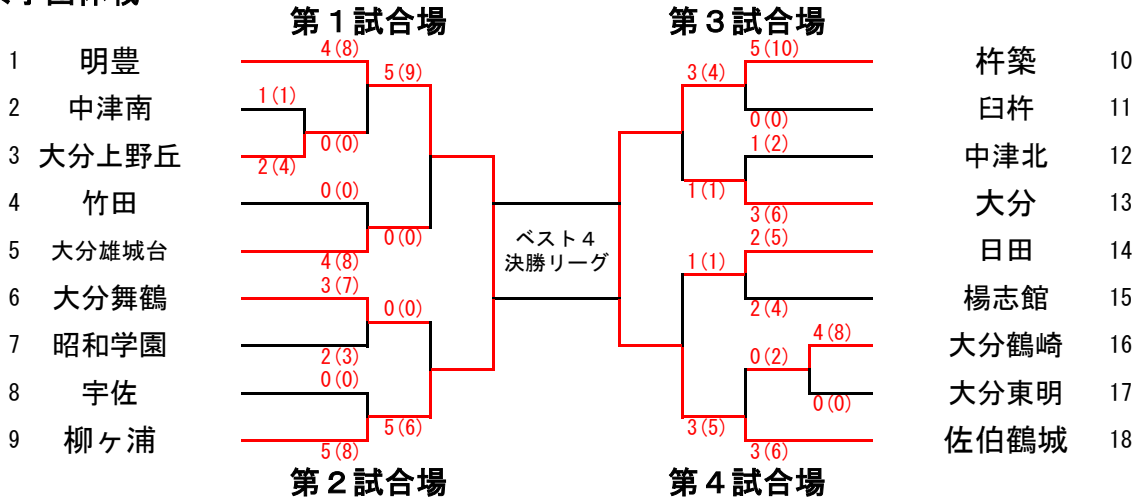 第１試合場
第３試合場
1 明豊 4(8)
5(9)
2 中津南 1(1)
0(0)
3 大分上野丘 2(4)
4 竹田 0(0)
0(0)
5 大分雄城台 4(8)
6 大分舞鶴 3(7)
0(0)
7 昭和学園 2(3)
8 宇佐 0(0)
5(6)
9 柳ヶ浦 5(8)
ベスト４
決勝リーグ
5(10) 杵築 10
3(4)
0(0) 臼杵 11
1(2) 中津北 12
1(1)
3(6) 大分 13
2(5) 日田 14
1(1)
2(4) 楊志館 15
4(8) 大分鶴崎 16
0(2)
0(0) 大分東明 17
3(5)
3(6) 佐伯鶴城 18
第２試合場
第４試合場